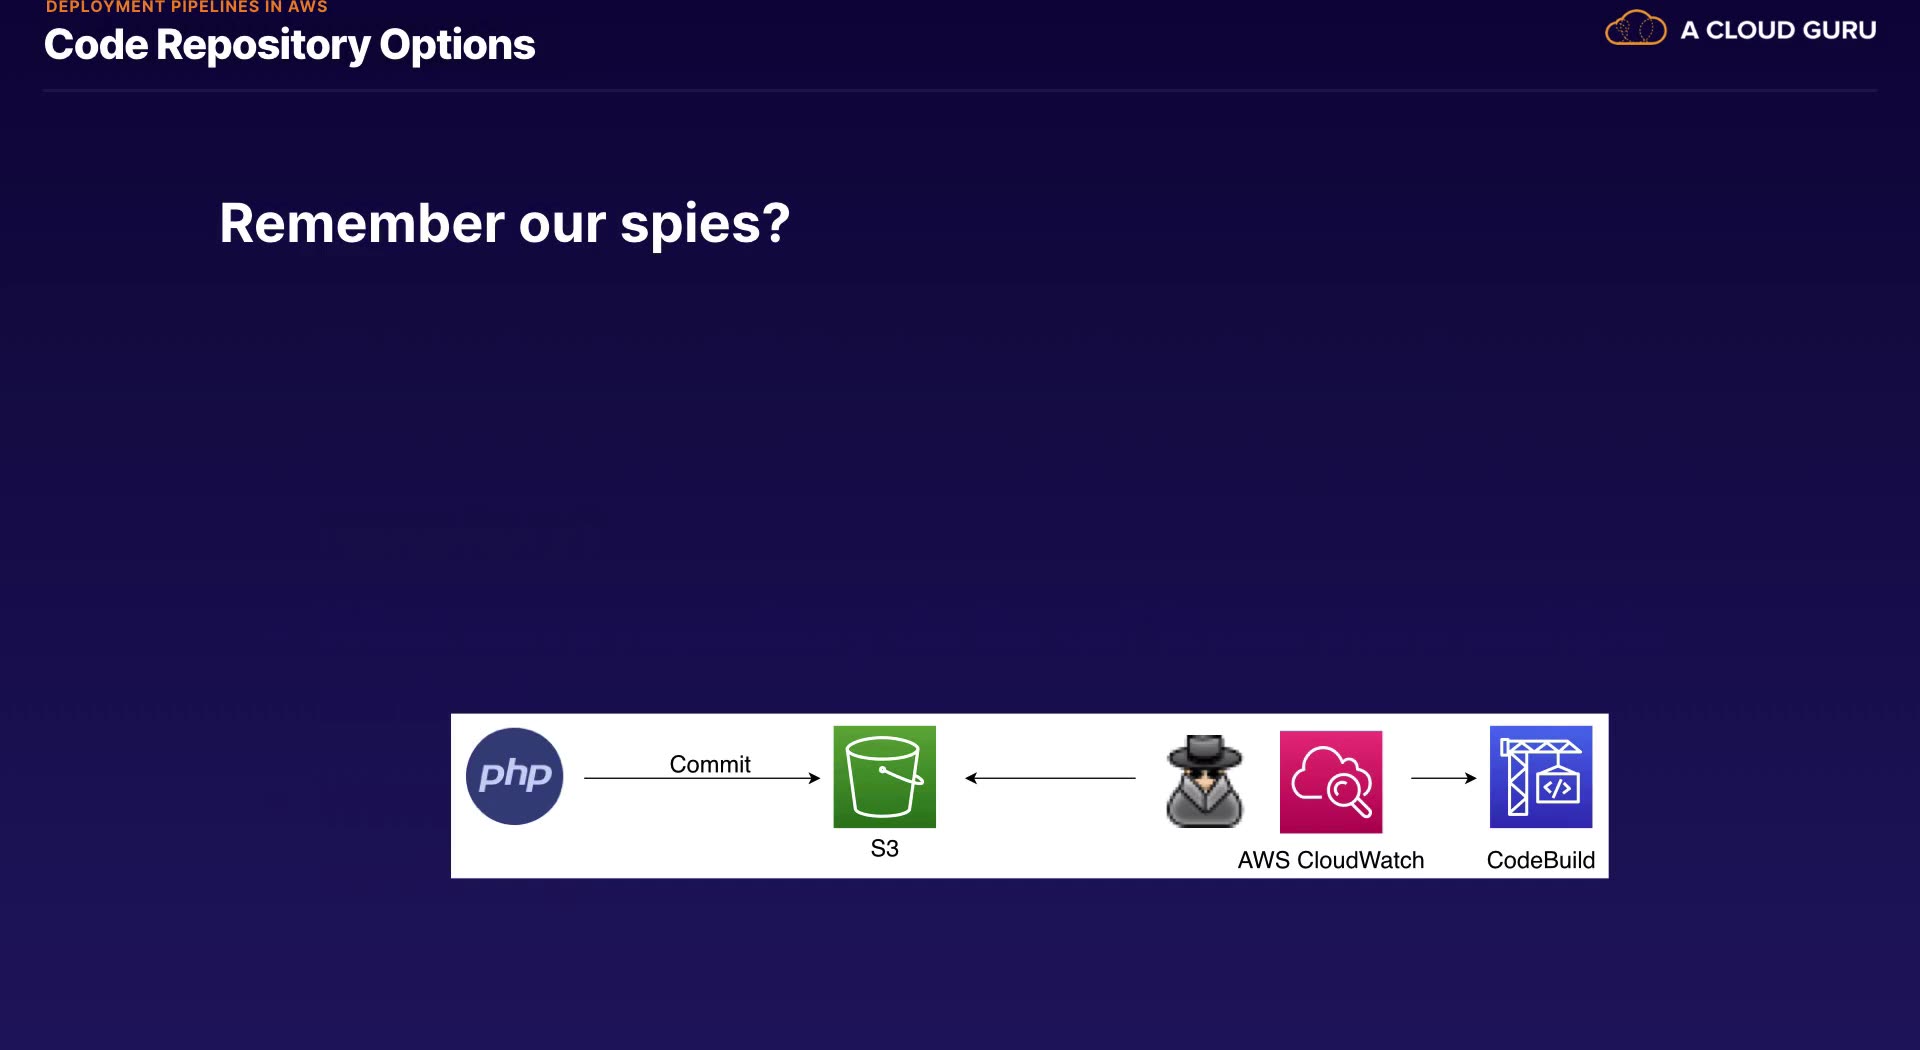 DEPLOYMENT PIPELINES IN AWS
Code Repository Options
A CLOUD GURU
Remember our spies?
php
Commit
S3
</>
AWS CloudWatch
CodeBuild